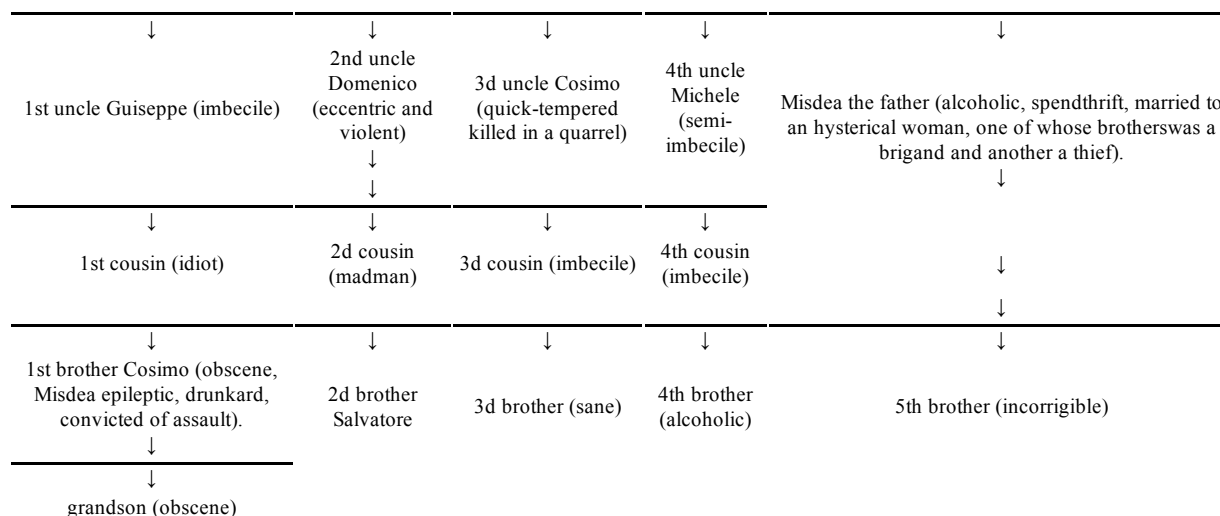 ↓ ↓ ↓ ↓ ↓
1st uncle Guiseppe (imbecile)
2nd uncle
Domenico
(eccentric and
violent)
↓
↓
3d uncle Cosimo
(quick-tempered
killed in a quarrel)
4th uncle
Michele
(semi-
imbecile)
Misdea the father (alcoholic, spendthrift, married to
an hysterical woman, one of whose brotherswas a
brigand and another a thief).
↓
↓ ↓ ↓ ↓
1st cousin (idiot)
2d cousin
(madman)
3d cousin (imbecile)
4th cousin
(imbecile)
↓
↓
↓ ↓ ↓ ↓ ↓
1st brother Cosimo (obscene,
Misdea epileptic, drunkard,
convicted of assault).
↓
2d brother
Salvatore
3d brother (sane)
4th brother
(alcoholic)
5th brother (incorrigible)
↓
grandson (obscene)